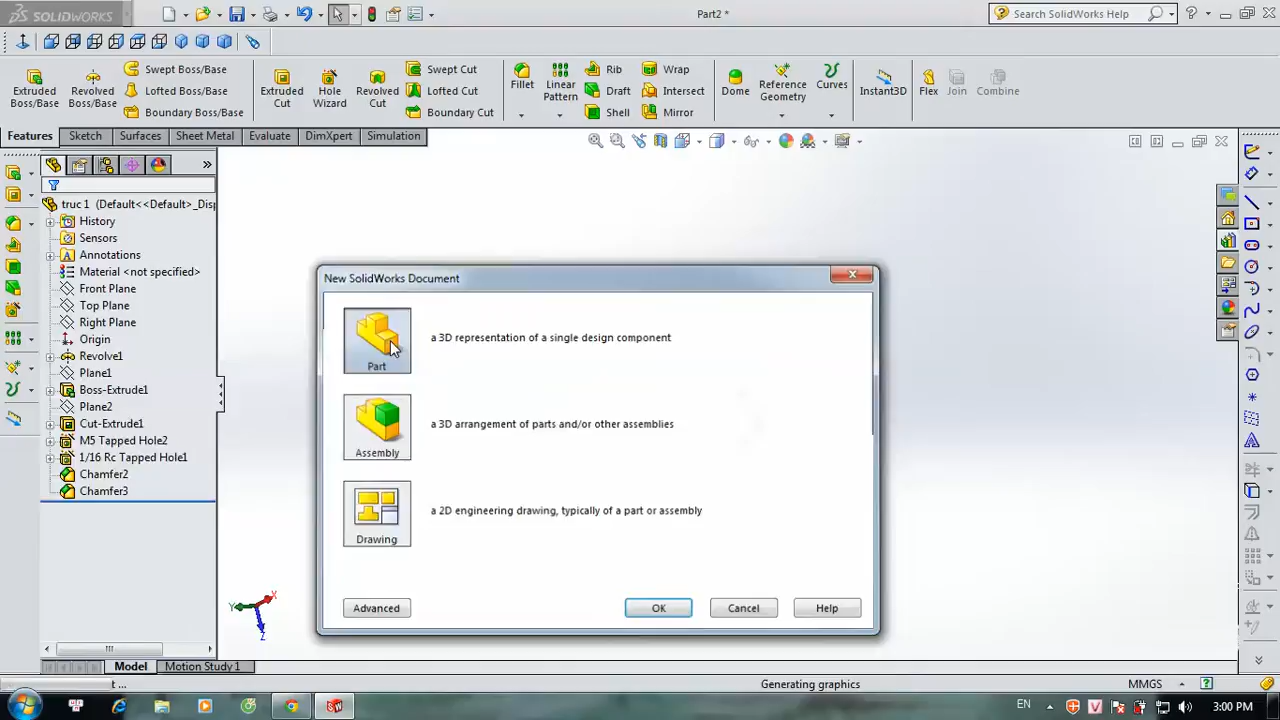 SOLIDWORKS
Part2 *
Search SolidWorks Help
Extruded Boss/Base
Revolved Boss/Base
Swept Boss/Base
Lofted Boss/Base
Boundary Boss/Base
Extruded Cut
Hole Wizard
Revolved Cut
Swept Cut
Lofted Cut
Boundary Cut
Fillet
Linear Pattern
Rib
Draft
Shell
Wrap
Intersect
Mirror
Dome
Reference Geometry
Curves
Instant3D
Flex
Join
Combine
Features
Sketch
Surfaces
Sheet Metal
Evaluate
DimXpert
Simulation
truc 1 (Default<<Default>_Disp
History
Sensors
Annotations
Material <not specified>
Front Plane
Top Plane
Right Plane
Origin
Revolve1
Plane1
Boss-Extrude1
Plane2
Cut-Extrude1
M5 Tapped Hole2
1/16 Rc Tapped Hole1
Chamfer2
Chamfer3
New SolidWorks Document
Part
a 3D representation of a single design component
Assembly
a 3D arrangement of parts and/or other assemblies
Drawing
a 2D engineering drawing, typically of a part or assembly
Advanced
OK
Cancel
Help
Y
X
Z
Model
Motion Study 1
t ...
Generating graphics
MMGS
EN
3:00 PM